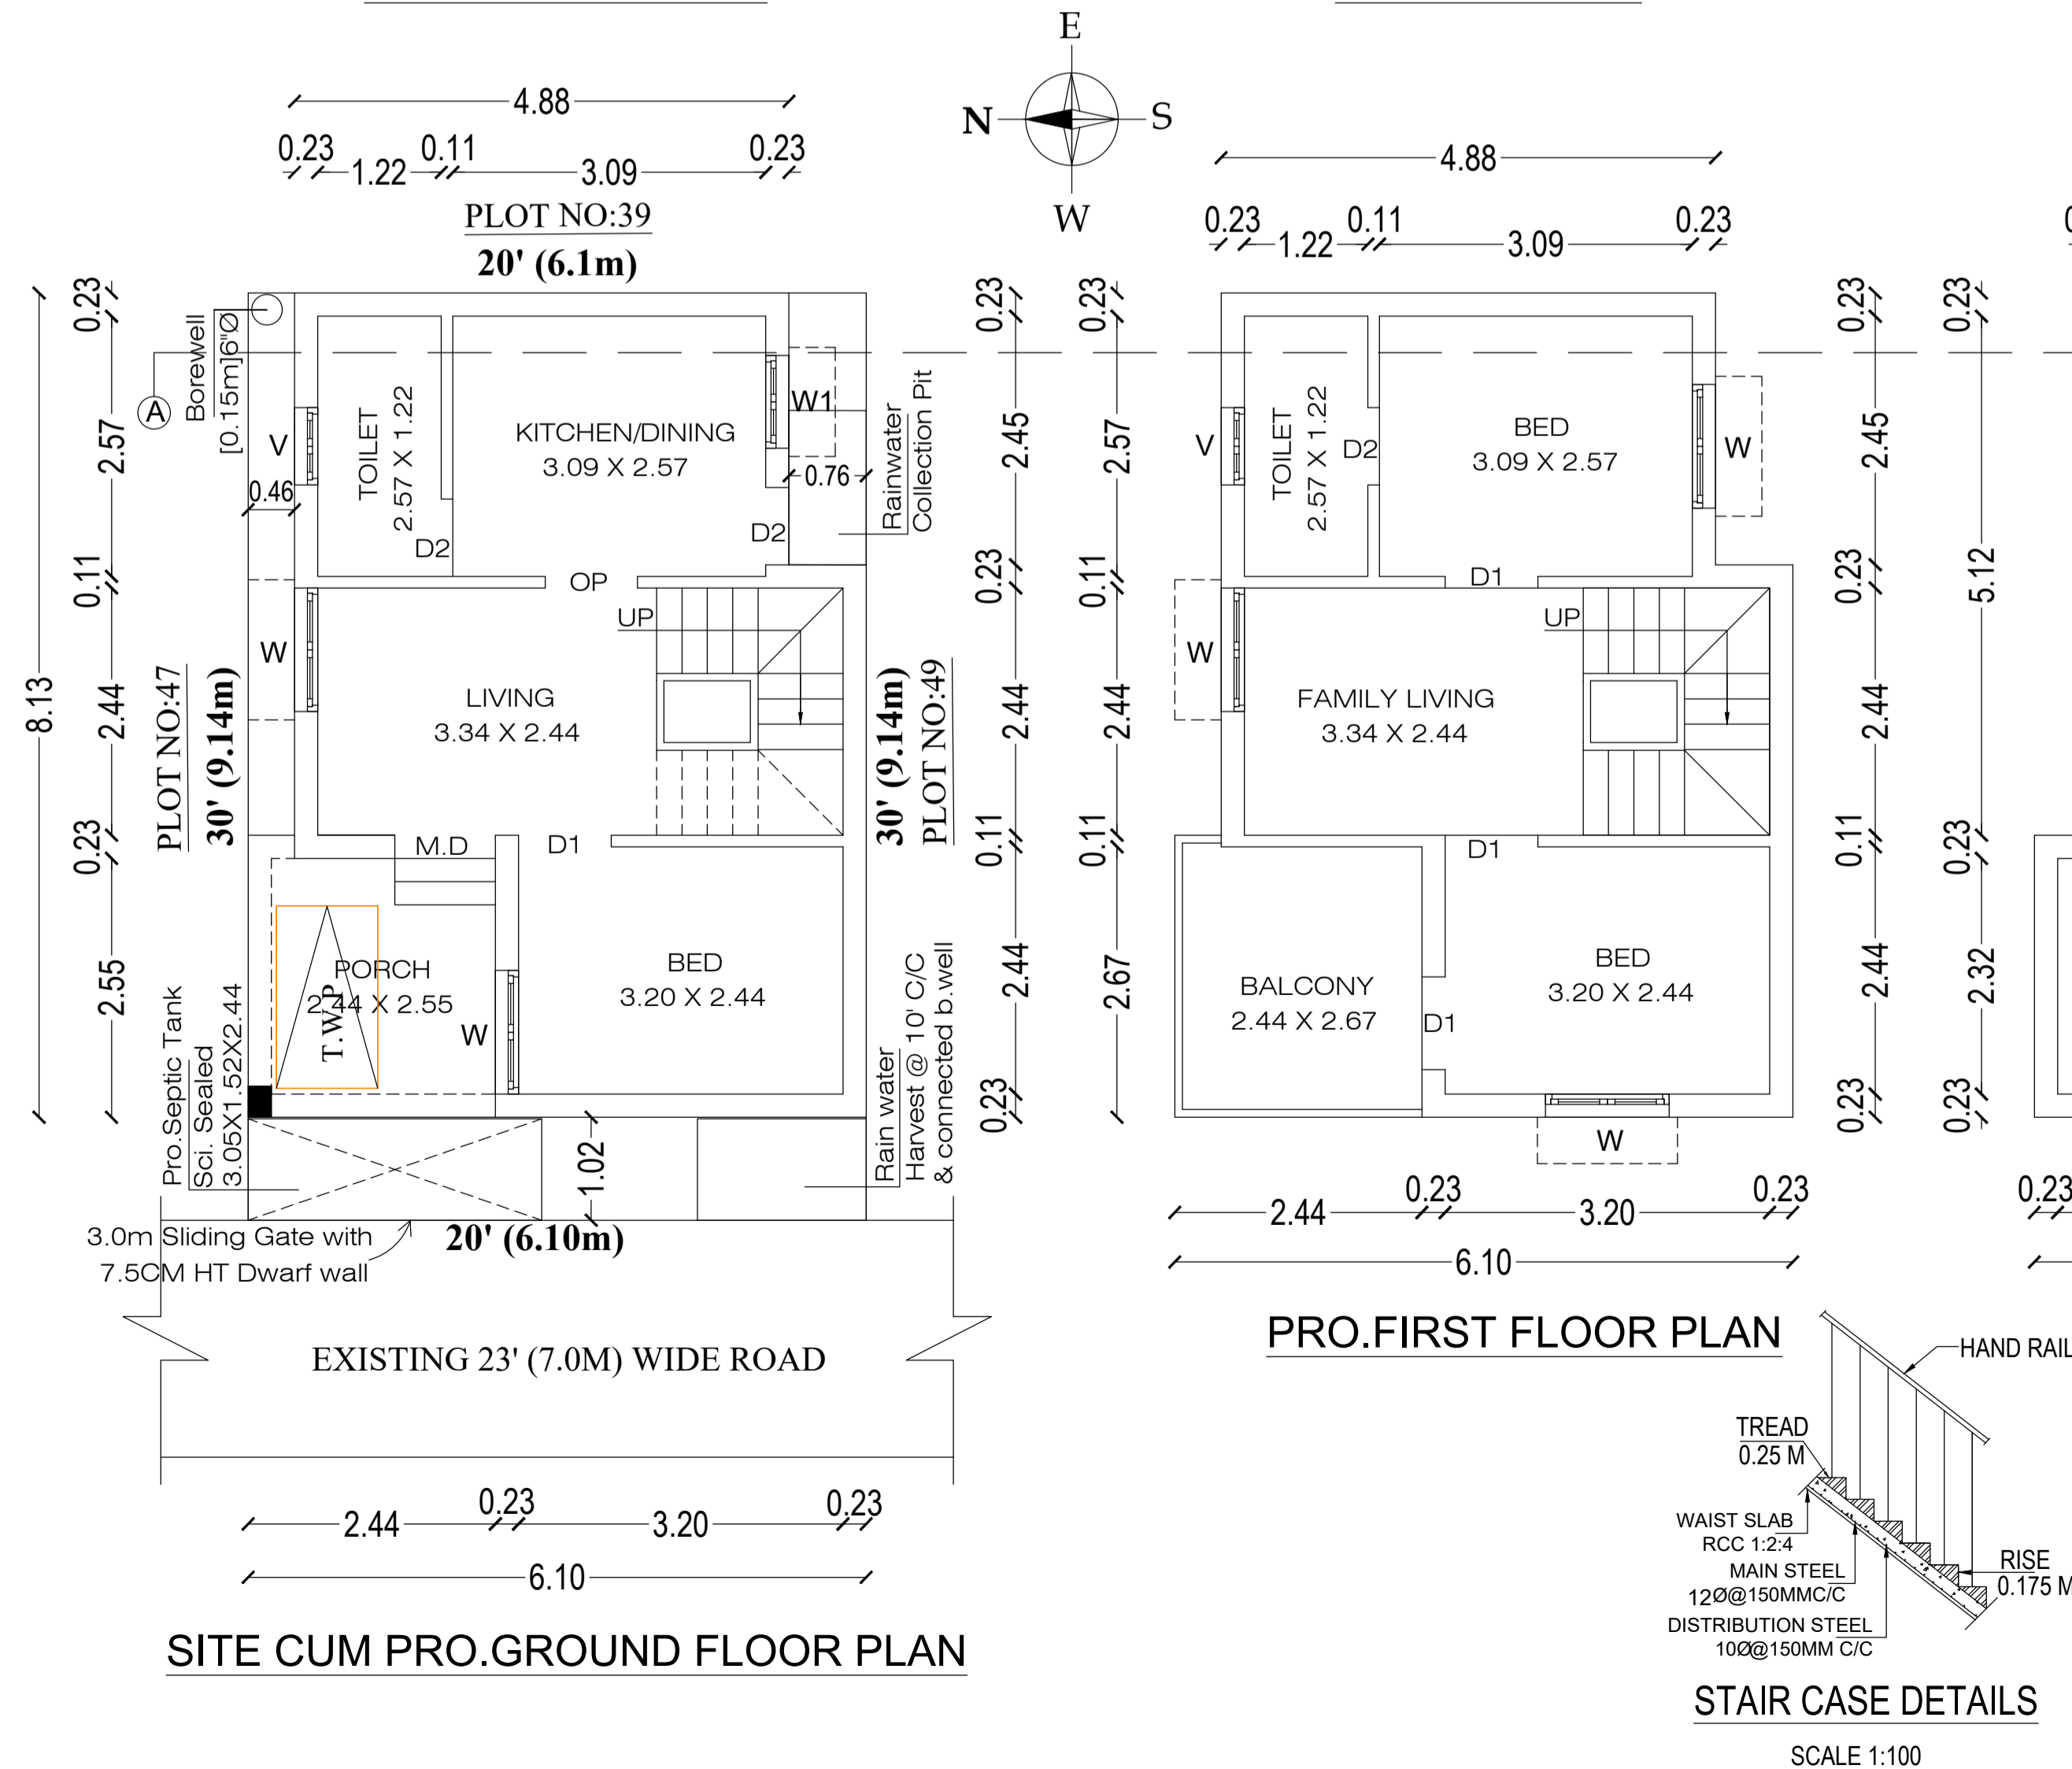 E
N
S
W
4.88
0.23
0.11
0.23
1.22
3.09
PLOT NO:39
20' (6.1m)
4.88
0.23
0.11
0.23
1.22
3.09
8.13
0.23
2.57
0.11
2.44
0.23
2.55
A
Borewell
[0.15m]6"Ø
V
0.46
TOILET
2.57 X 1.22
D2
KITCHEN/DINING
3.09 X 2.57
W1
0.76
D2
Rainwater
Collection Pit
OP
UP
W
LIVING
3.34 X 2.44
PLOT NO:47
30' (9.14m)
30' (9.14m)
PLOT NO:49
M.D
D1
PORCH
2.44 X 2.55
T.W.P
W
BED
3.20 X 2.44
Pro.Septic Tank
Sci. Sealed
3.05X1.52X2.44
Rain water
Harvest @ 10' C/C
& connected b.well
1.02
3.0m Sliding Gate with
7.5CM HT Dwarf wall
20' (6.10m)
EXISTING 23' (7.0M) WIDE ROAD
2.44
0.23
3.20
0.23
6.10
SITE CUM PRO.GROUND FLOOR PLAN
0.23
2.45
0.23
2.44
0.11
2.44
0.23
0.23
2.57
0.11
2.44
0.11
2.67
V
TOILET
2.57 X 1.22
D2
BED
3.09 X 2.57
W
D1
UP
W
FAMILY LIVING
3.34 X 2.44
D1
BALCONY
2.44 X 2.67
D1
BED
3.20 X 2.44
W
0.23
2.45
0.23
2.44
0.11
2.44
0.23
0.23
5.12
0.23
2.32
0.23
2.44
0.23
3.20
0.23
6.10
0.23
PRO.FIRST FLOOR PLAN
HAND RAIL
TREAD
0.25 M
WAIST SLAB
RCC 1:2:4
MAIN STEEL
12Ø@150MMC/C
DISTRIBUTION STEEL
10Ø@150MM C/C
RISE
0.175 M
STAIR CASE DETAILS
SCALE 1:100